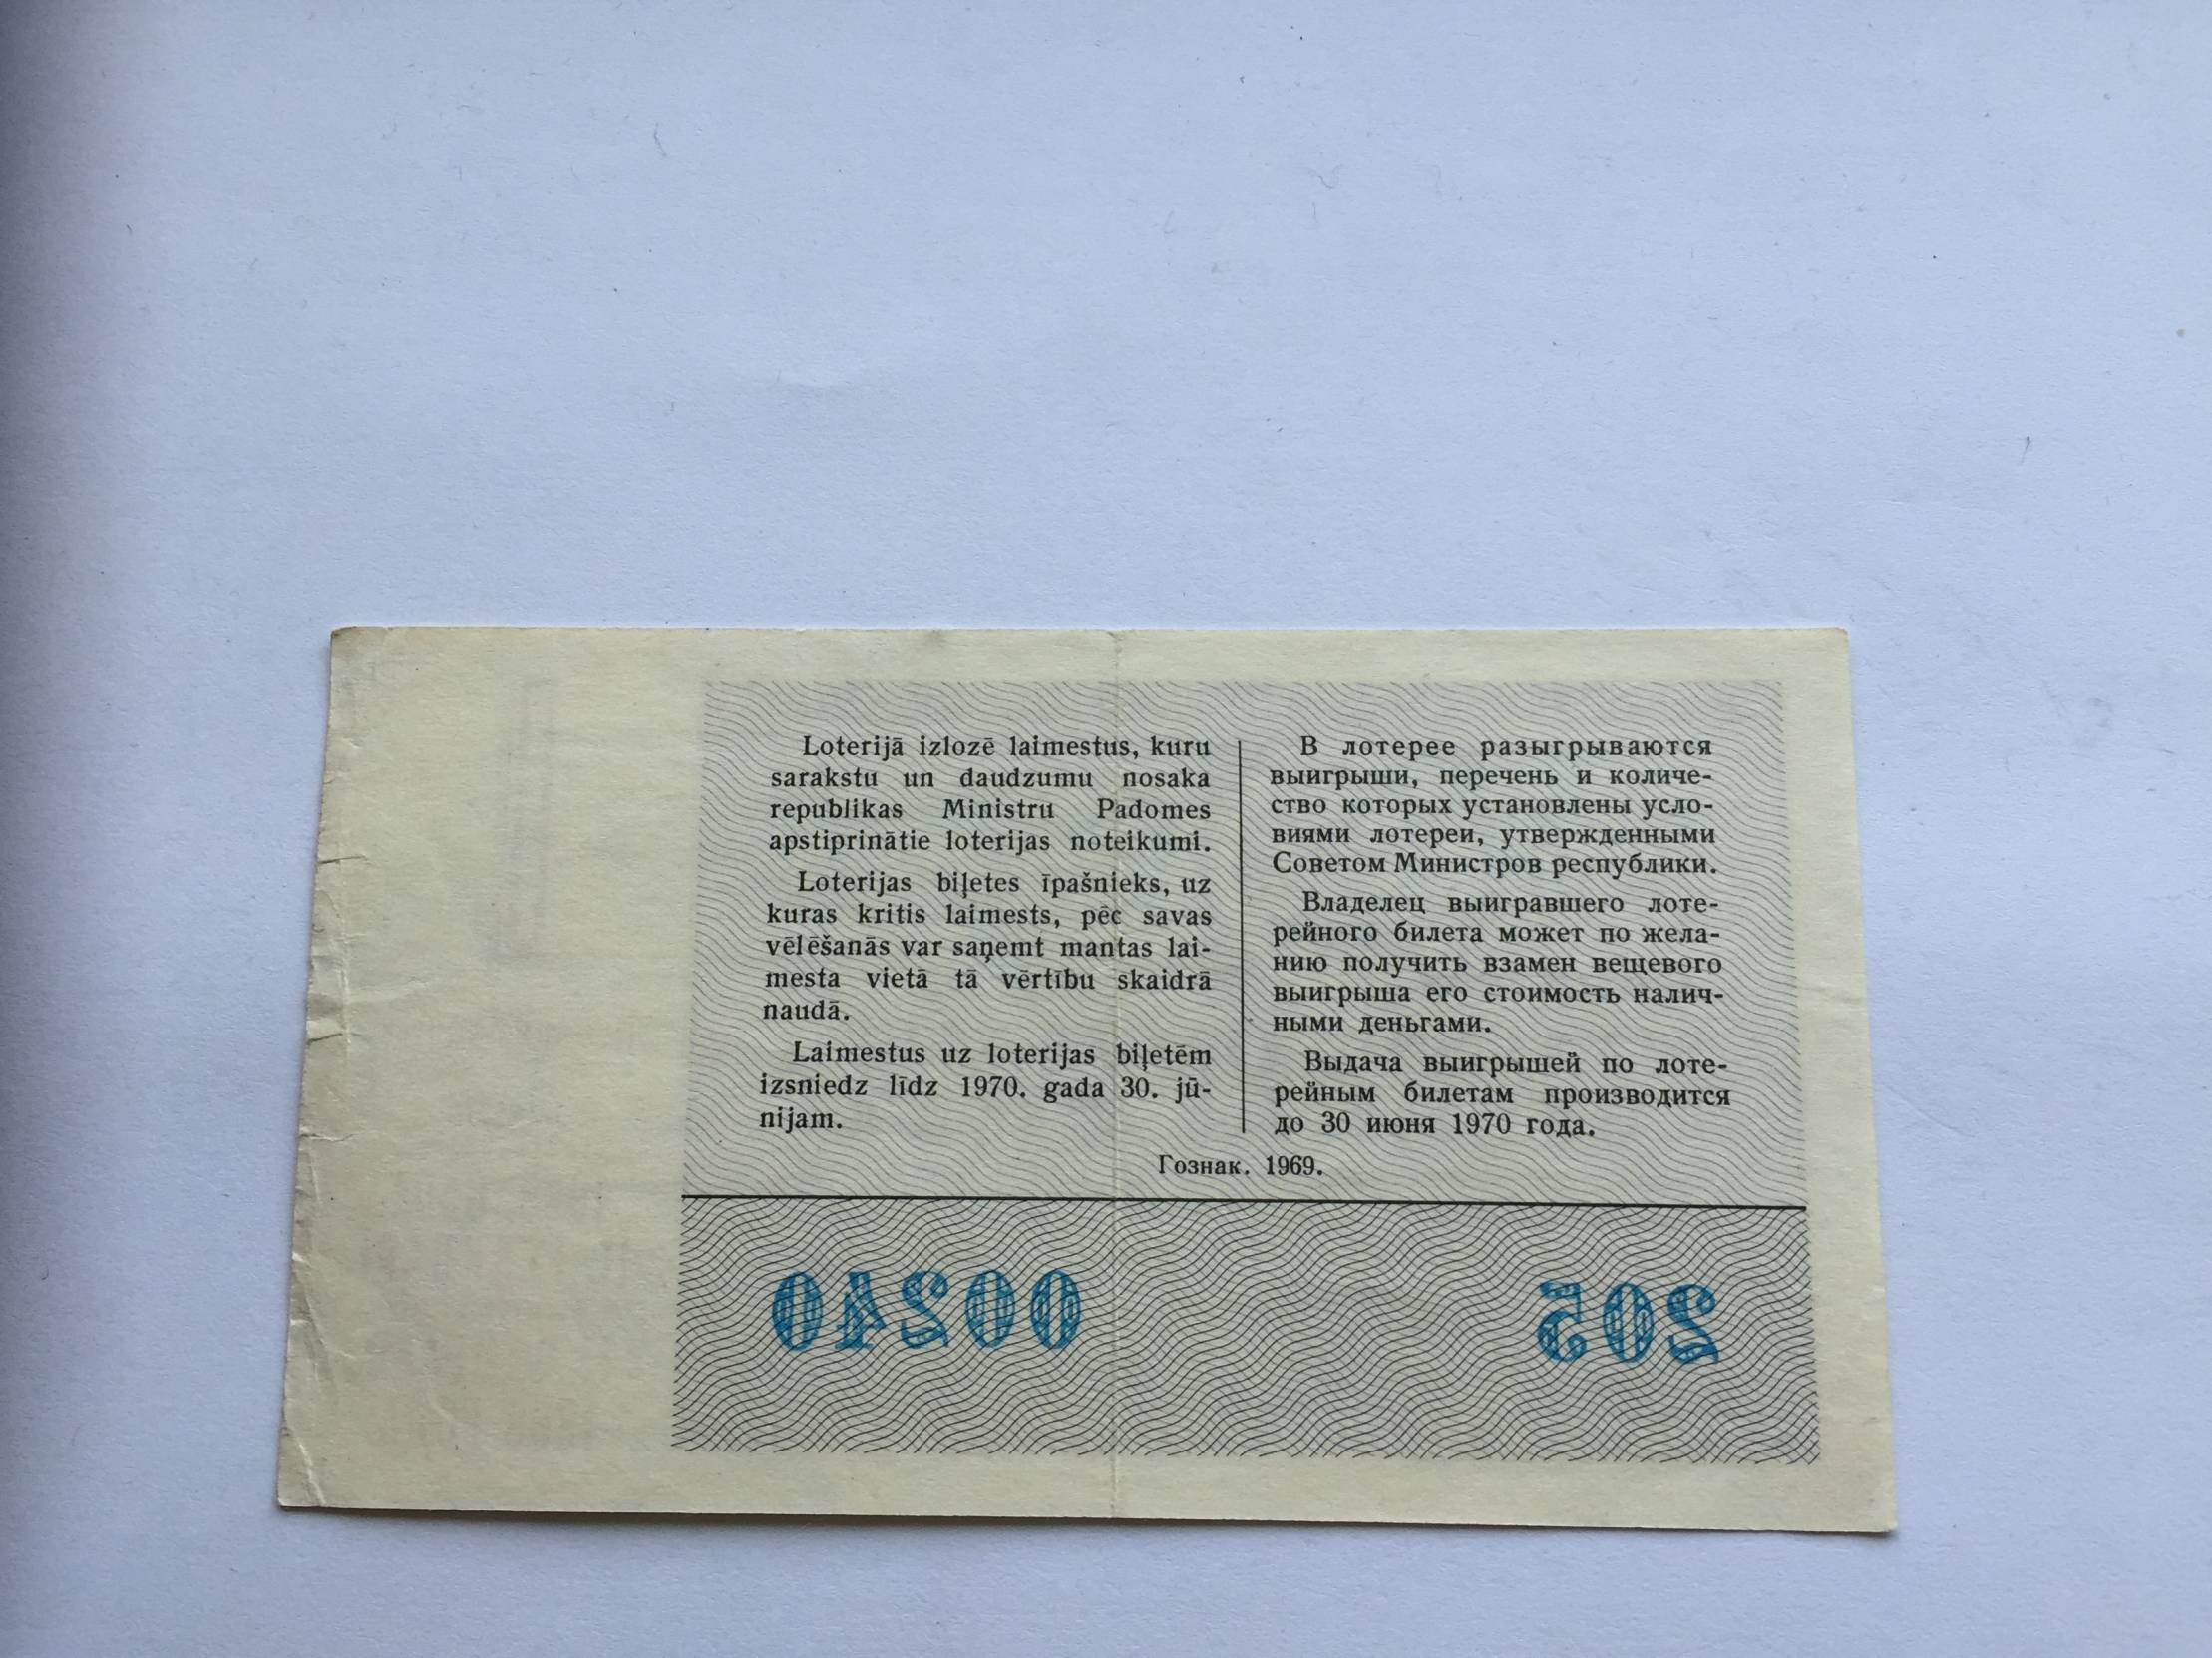 Loterijā izlozē laimestus, kuru
sarakstu un daudzumu nosaka
republikas Ministru Padomes
apstiprinātie loterijas noteikumi.
Loterijas biļetes īpašnieks, uz
kuras kritis laimests, pēc savas
vēlēšanās var saņemt mantas lai-
mesta vietā tā vērtību skaidrā
naudā.
Laimestus uz loterijas biļetēm
izsniedz līdz 1970. gada 30. jū-
nijam.
В лотерее разыгрываются
выигрыши, перечень и количе-
ство которых установлены усло-
виями лотереи, утвержденными
Советом Министров республики.
Владелец выигравшего лоте-
рейного билета может по жела-
нию получить взамен вещевого
выигрыша его стоимость налич-
ными деньгами.
Выдача выигрышей по лоте-
рейным билетам производится
до 30 июня 1970 года.
Гознак. 1969.
00240 205